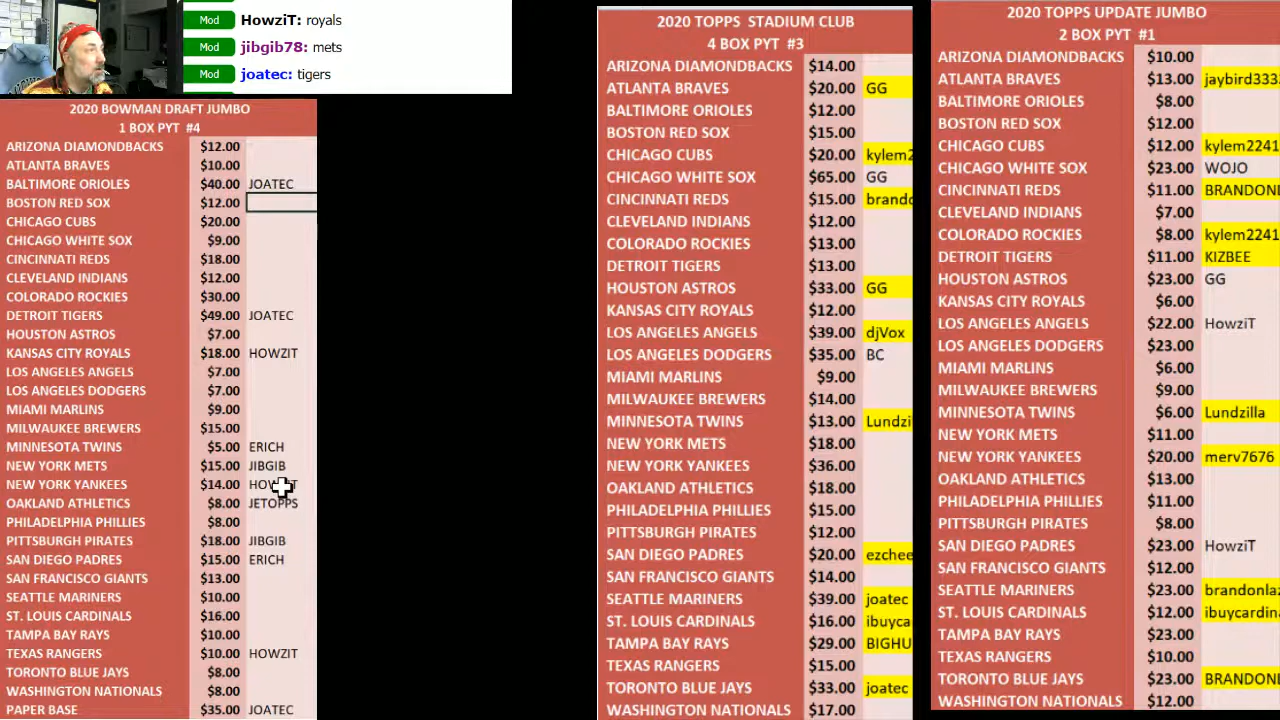 Mod HowziT: royals
Mod jibgib78: mets
Mod joatec: tigers
2020 BOWMAN DRAFT JUMBO
1 BOX PYT #4
ARIZONA DIAMONDBACKS $12.00
ATLANTA BRAVES $10.00
BALTIMORE ORIOLES $40.00 JOATEC
BOSTON RED SOX $12.00
CHICAGO CUBS $20.00
CHICAGO WHITE SOX $9.00
CINCINNATI REDS $18.00
CLEVELAND INDIANS $12.00
COLORADO ROCKIES $30.00
DETROIT TIGERS $49.00 JOATEC
HOUSTON ASTROS $7.00
KANSAS CITY ROYALS $18.00 HOWZIT
LOS ANGELES ANGELS $7.00
LOS ANGELES DODGERS $7.00
MIAMI MARLINS $9.00
MILWAUKEE BREWERS $15.00
MINNESOTA TWINS $5.00 ERICH
NEW YORK METS $15.00 JIBGIB
NEW YORK YANKEES $14.00 HOWZIT
OAKLAND ATHLETICS $8.00 JETOPPS
PHILADELPHIA PHILLIES $8.00
PITTSBURGH PIRATES $18.00 JIBGIB
SAN DIEGO PADRES $15.00 ERICH
SAN FRANCISCO GIANTS $13.00
SEATTLE MARINERS $10.00
ST. LOUIS CARDINALS $16.00
TAMPA BAY RAYS $10.00
TEXAS RANGERS $10.00 HOWZIT
TORONTO BLUE JAYS $8.00
WASHINGTON NATIONALS $8.00
PAPER BASE $35.00 JOATEC
2020 TOPPS STADIUM CLUB
4 BOX PYT #3
ARIZONA DIAMONDBACKS $14.00
ATLANTA BRAVES $20.00 GG
BALTIMORE ORIOLES $12.00
BOSTON RED SOX $15.00
CHICAGO CUBS $20.00 kylem2
CHICAGO WHITE SOX $65.00 GG
CINCINNATI REDS $15.00 brando
CLEVELAND INDIANS $12.00
COLORADO ROCKIES $13.00
DETROIT TIGERS $13.00
HOUSTON ASTROS $33.00 GG
KANSAS CITY ROYALS $12.00
LOS ANGELES ANGELS $39.00 djVox
LOS ANGELES DODGERS $35.00 BC
MIAMI MARLINS $9.00
MILWAUKEE BREWERS $14.00
MINNESOTA TWINS $13.00 Lundzi
NEW YORK METS $18.00
NEW YORK YANKEES $36.00
OAKLAND ATHLETICS $18.00
PHILADELPHIA PHILLIES $15.00
PITTSBURGH PIRATES $12.00
SAN DIEGO PADRES $20.00 ezchee
SAN FRANCISCO GIANTS $14.00
SEATTLE MARINERS $39.00 joatec
ST. LOUIS CARDINALS $16.00 ibuyca
TAMPA BAY RAYS $29.00 BIGHU
TEXAS RANGERS $15.00
TORONTO BLUE JAYS $33.00 joatec
WASHINGTON NATIONALS $17.00
2020 TOPPS UPDATE JUMBO
2 BOX PYT #1
ARIZONA DIAMONDBACKS $10.00
ATLANTA BRAVES $13.00 jaybird333
BALTIMORE ORIOLES $8.00
BOSTON RED SOX $12.00
CHICAGO CUBS $12.00 kylem2241
CHICAGO WHITE SOX $23.00 WOJO
CINCINNATI REDS $11.00 BRANDONL
CLEVELAND INDIANS $7.00
COLORADO ROCKIES $8.00 kylem2241
DETROIT TIGERS $11.00 KIZBEE
HOUSTON ASTROS $23.00 GG
KANSAS CITY ROYALS $6.00
LOS ANGELES ANGELS $22.00 HowziT
LOS ANGELES DODGERS $23.00
MIAMI MARLINS $6.00
MILWAUKEE BREWERS $9.00
MINNESOTA TWINS $6.00 Lundzilla
NEW YORK METS $11.00
NEW YORK YANKEES $20.00 merv7676
OAKLAND ATHLETICS $13.00
PHILADELPHIA PHILLIES $11.00
PITTSBURGH PIRATES $8.00
SAN DIEGO PADRES $23.00 HowziT
SAN FRANCISCO GIANTS $12.00
SEATTLE MARINERS $23.00 brandonlaz
ST. LOUIS CARDINALS $12.00 ibuycardin
TAMPA BAY RAYS $23.00
TEXAS RANGERS $10.00
TORONTO BLUE JAYS $23.00 BRANDONL
WASHINGTON NATIONALS $12.00